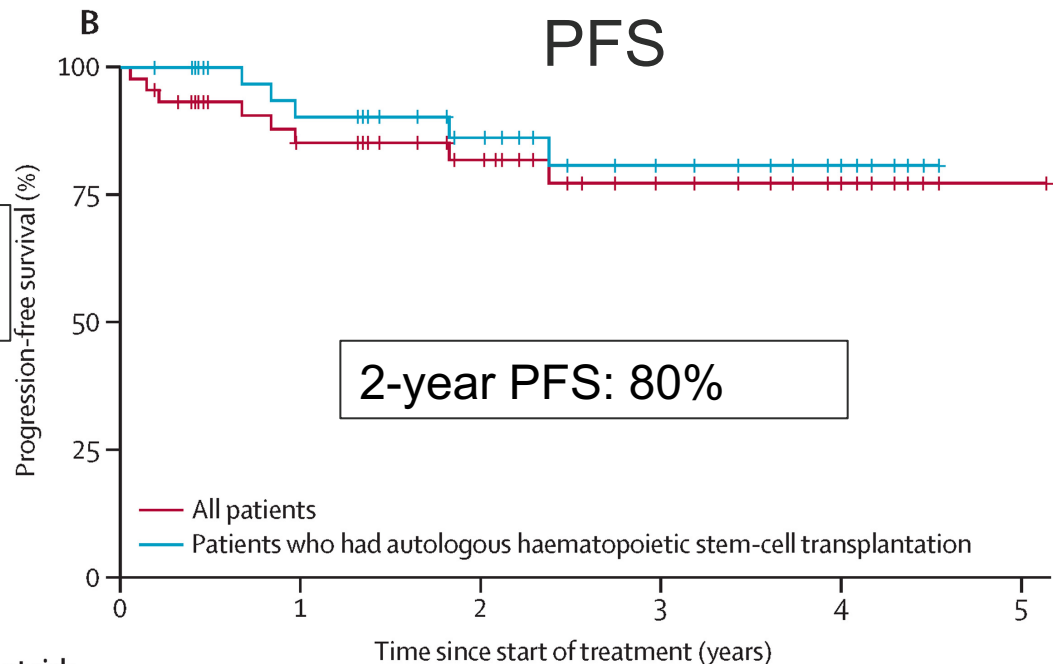 B
PFS
100
75
50
25
0
Progression-free survival (%)
2-year PFS: 80%
All patients
Patients who had autologous haematopoietic stem-cell transplantation
0 1 2 3 4 5
Time since start of treatment (years)